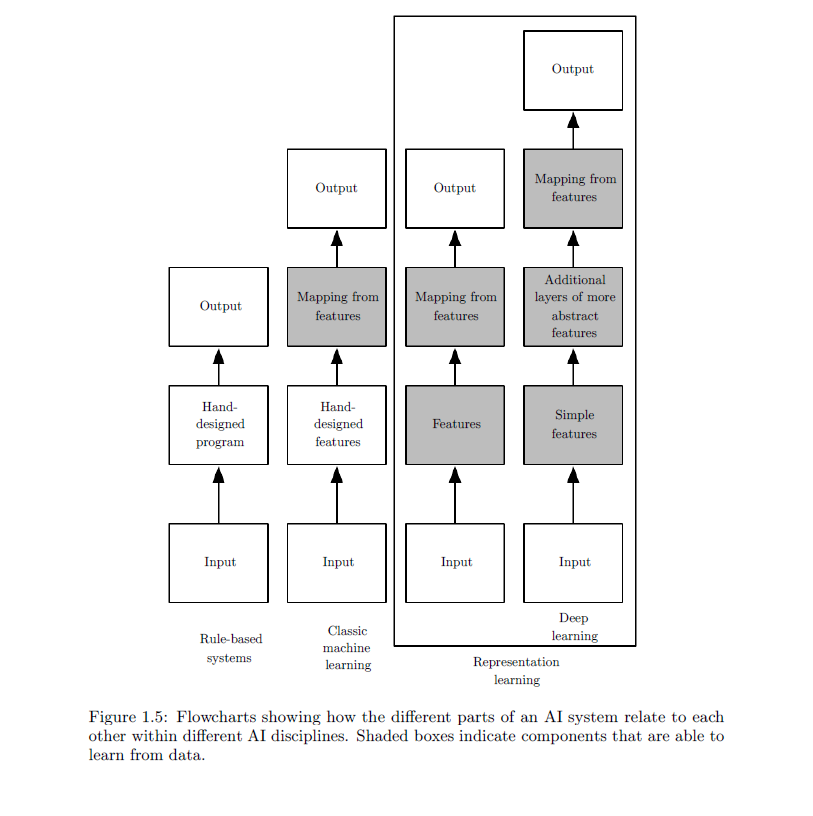 Output
Output
Output
Mapping from
features
Output
Mapping from
features
Mapping from
features
Additional
layers of more
abstract
features
Hand-
designed
program
Hand-
designed
features
Features
Simple
features
Input
Input
Input
Input
Rule-based
systems
Classic
machine
learning
Deep
learning
Representation
learning
Figure 1.5: Flowcharts showing how the different parts of an AI system relate to each
other within different AI disciplines. Shaded boxes indicate components that are able to
learn from data.